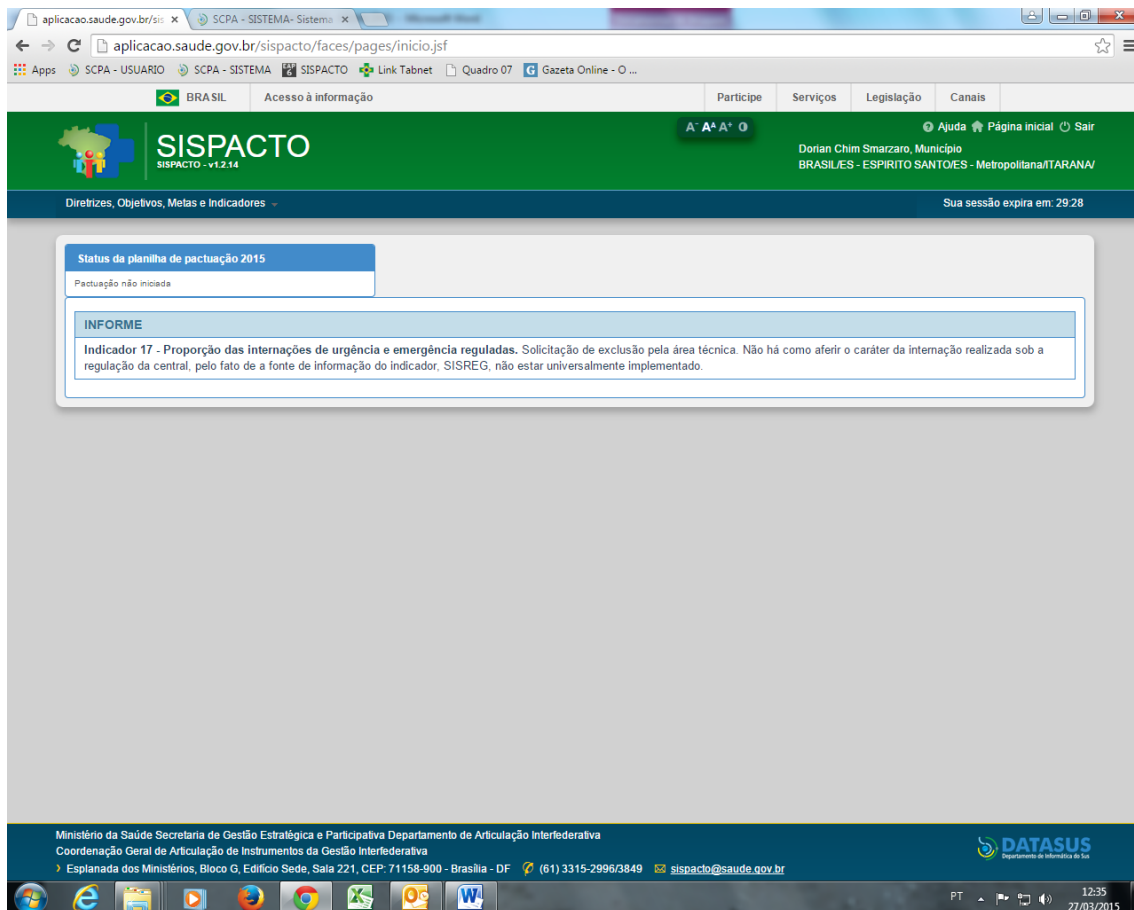 aplicacao.saude.gov.br/sis
SCPA - SISTEMA- Sistema
Microsoft Word
aplicacao.saude.gov.br/sispacto/faces/pages/inicio.jsf
Apps SCPA - USUARIO SCPA - SISTEMA SISPACTO Link Tabnet Quadro 07 Gazeta Online - O ...
BRASIL Acesso à informação Participe Serviços Legislação Canais
A- A A+ Ajuda Página inicial Sair
SISPACTO
SISPACTO - v1.2.14
Dorian Chim Smarzaro, Município
BRASIL/ES - ESPIRITO SANTO/ES - Metropolitana/ITARANA/
Diretrizes, Objetivos, Metas e Indicadores Sua sessão expira em: 29:28
Status da planilha de pactuação 2015
Pactuação não iniciada
INFORME
Indicador 17 - Proporção das internações de urgência e emergência reguladas. Solicitação de exclusão pela área técnica. Não há como aferir o caráter da internação realizada sob a
regulação da central, pelo fato de a fonte de informação do indicador, SISREG, não estar universalmente implementado.
Ministério da Saúde Secretaria de Gestão Estratégica e Participativa Departamento de Articulação Interfederativa
Coordenação Geral de Articulação de Instrumentos da Gestão Interfederativa
Esplanada dos Ministérios, Bloco G, Edifício Sede, Sala 221, CEP: 71158-900 - Brasília - DF (61) 3315-2996/3849 sispacto@saude.gov.br
DATASUS
Departamento de Informática do Sus
PT 12:35
27/03/2015